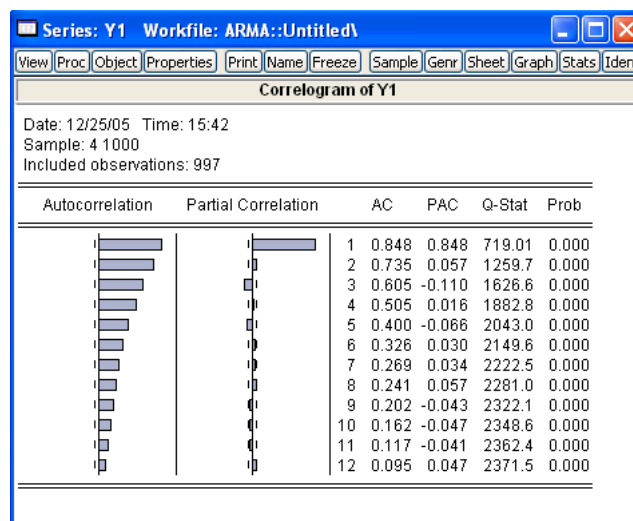 Series: Y1 Workfile: ARMA::Untitled\
View Proc Object Properties Print Name Freeze Sample Genr Sheet Graph Stats Iden
Correlogram of Y1
Date: 12/25/05 Time: 15:42
Sample: 4 1000
Included observations: 997
Autocorrelation Partial Correlation AC PAC Q-Stat Prob
1 0.848 0.848 719.01 0.000
2 0.735 0.057 1259.7 0.000
3 0.605 -0.110 1626.6 0.000
4 0.505 0.016 1882.8 0.000
5 0.400 -0.066 2043.0 0.000
6 0.326 0.030 2149.6 0.000
7 0.269 0.034 2222.5 0.000
8 0.241 0.057 2281.0 0.000
9 0.202 -0.043 2322.1 0.000
10 0.162 -0.047 2348.6 0.000
11 0.117 -0.041 2362.4 0.000
12 0.095 0.047 2371.5 0.000